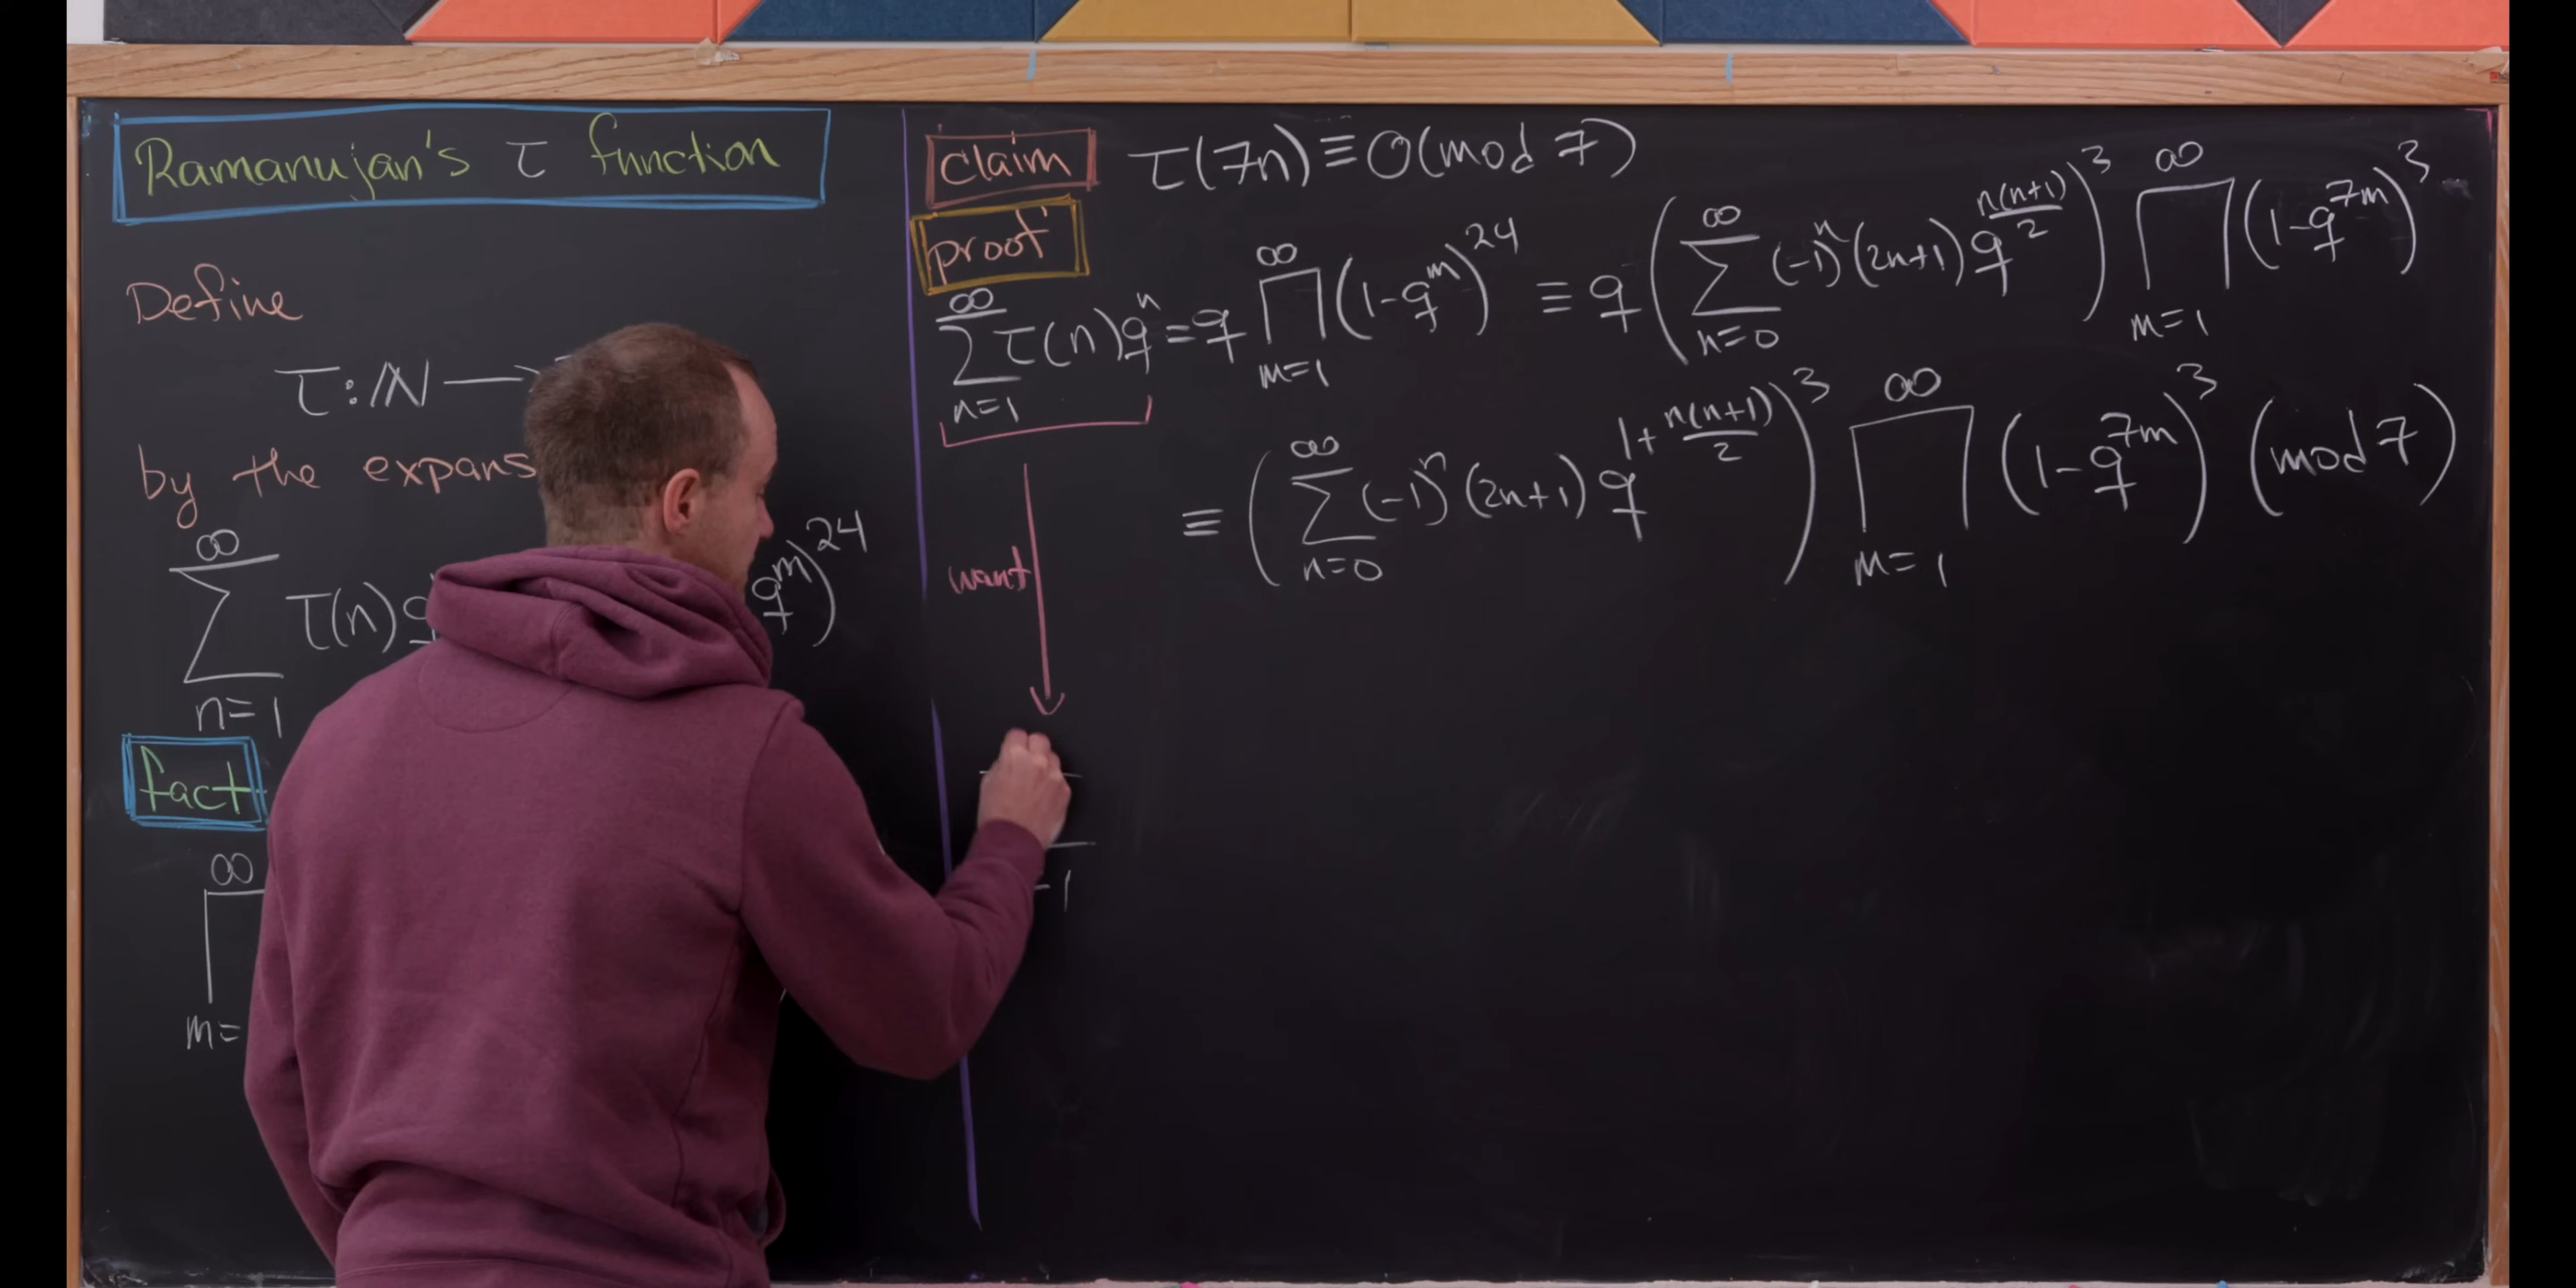 Ramanujan's τ function
Define
τ: ℕ →
by the expans
∞ ∑ n=1 τ(n)q q^m)^24
fact
∞ m=
claim τ(7n) ≡ 0 (mod 7)
proof
∞ ∑ n=1 τ(n)q^n = q ∞ ∏ m=1 (1-q^m)^24 ≡ q(∞ ∑ n=0 (-1)^n (2n+1) q^(n(n+1)/2))^3 ∞ ∏ m=1 (1-q^7m)^3
≡ (∞ ∑ n=0 (-1)^n (2n+1) q^(1+n(n+1)/2))^3 ∞ ∏ m=1 (1-q^7m)^3 (mod 7)
want
-1